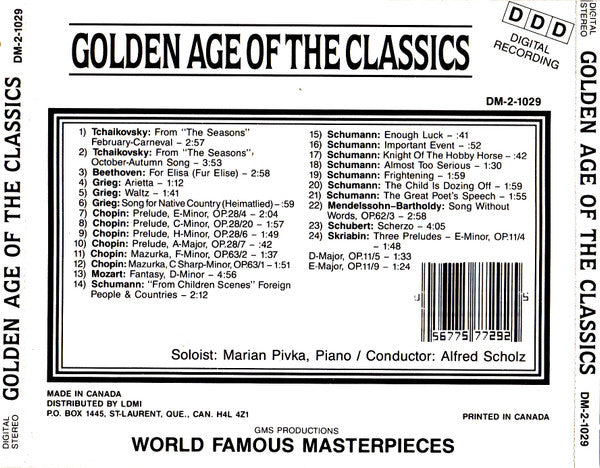 GOLDEN AGE OF THE CLASSICS
DDD
DIGITAL
RECORDING
DM-2-1029
1) Tchaikovsky: From "The Seasons"
February-Carneval – 2:57
2) Tchaikovsky: From "The Seasons",
October-Autumn Song – 3:53
3) Beethoven: For Elisa (Fur Elise) – 2:58
4) Grieg: Arietta – 1:12
5) Grieg: Waltz – 1:41
6) Grieg: Song for Native Country (Heimatlied) – :59
7) Chopin: Prelude, E-Minor, OP.28/4 – 2:04
8) Chopin: Prelude, C-Minor, OP.28/20 – 1:57
9) Chopin: Prelude, H-Minor, OP.28/6 – 1:49
10) Chopin: Prelude, A-Major, OP.28/7 – :42
11) Chopin: Mazurka, F-Minor, OP.63/2 – 1:37
12) Chopin: Mazurka, C Sharp-Minor, OP.63/1 – :51
13) Mozart: Fantasy, D-Minor – 4:56
14) Schumann: "From Children Scenes" Foreign
People & Countries – 2:12
15) Schumann: Enough Luck – :41
16) Schumann: Important Event – :52
17) Schumann: Knight Of The Hobby Horse – :42
18) Schumann: Almost Too Serious – 1:30
19) Schumann: Frightening – 1:59
20) Schumann: The Child Is Dozing Off – 1:59
21) Schumann: The Great Poet's Speech – 1:55
22) Mendelssohn-Bartholdy: Song Without
Words, OP.62/3 – 2:58
23) Schubert: Scherzo – 4:05
24) Skriabin: Three Preludes – E-Minor, OP.11/4
– 1:48
D-Major, OP.11/5 – 1:33
E-Major, OP.11/9 – 1:24
0 56775 77292 5
Soloist: Marian Pivka, Piano / Conductor: Alfred Scholz
MADE IN CANADA
DISTRIBUTED BY LDMI
P.O. BOX 1445, ST-LAURENT, QUE., CAN. H4L 4Z1
PRINTED IN CANADA
GMS PRODUCTIONS
WORLD FAMOUS MASTERPIECES
DIGITAL
STEREO
GOLDEN AGE OF THE CLASSICS
DM-2-1029
DIGITAL
STEREO
GOLDEN AGE OF THE CLASSICS
DM-2-1029